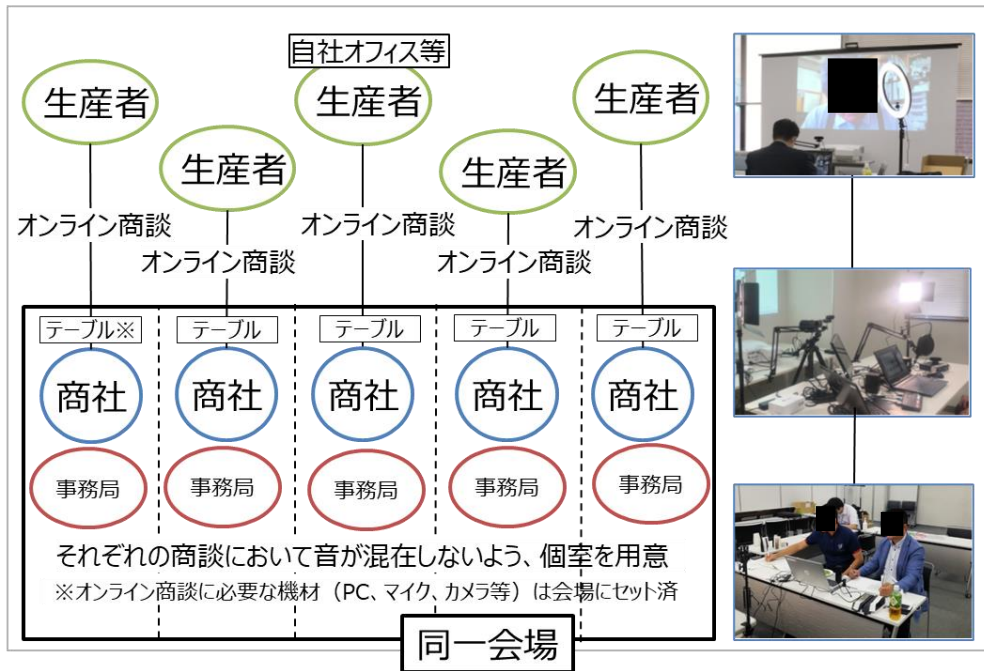 自社オフィス等
生産者
生産者
生産者
生産者
生産者
オンライン商談
オンライン商談
オンライン商談
オンライン商談
オンライン商談
テーブル※
テーブル
テーブル
テーブル
テーブル
商社
商社
商社
商社
商社
事務局
事務局
事務局
事務局
事務局
それぞれの商談において音が混在しないよう、個室を用意
※オンライン商談に必要な機材（PC、マイク、カメラ等）は会場にセット済
同一会場